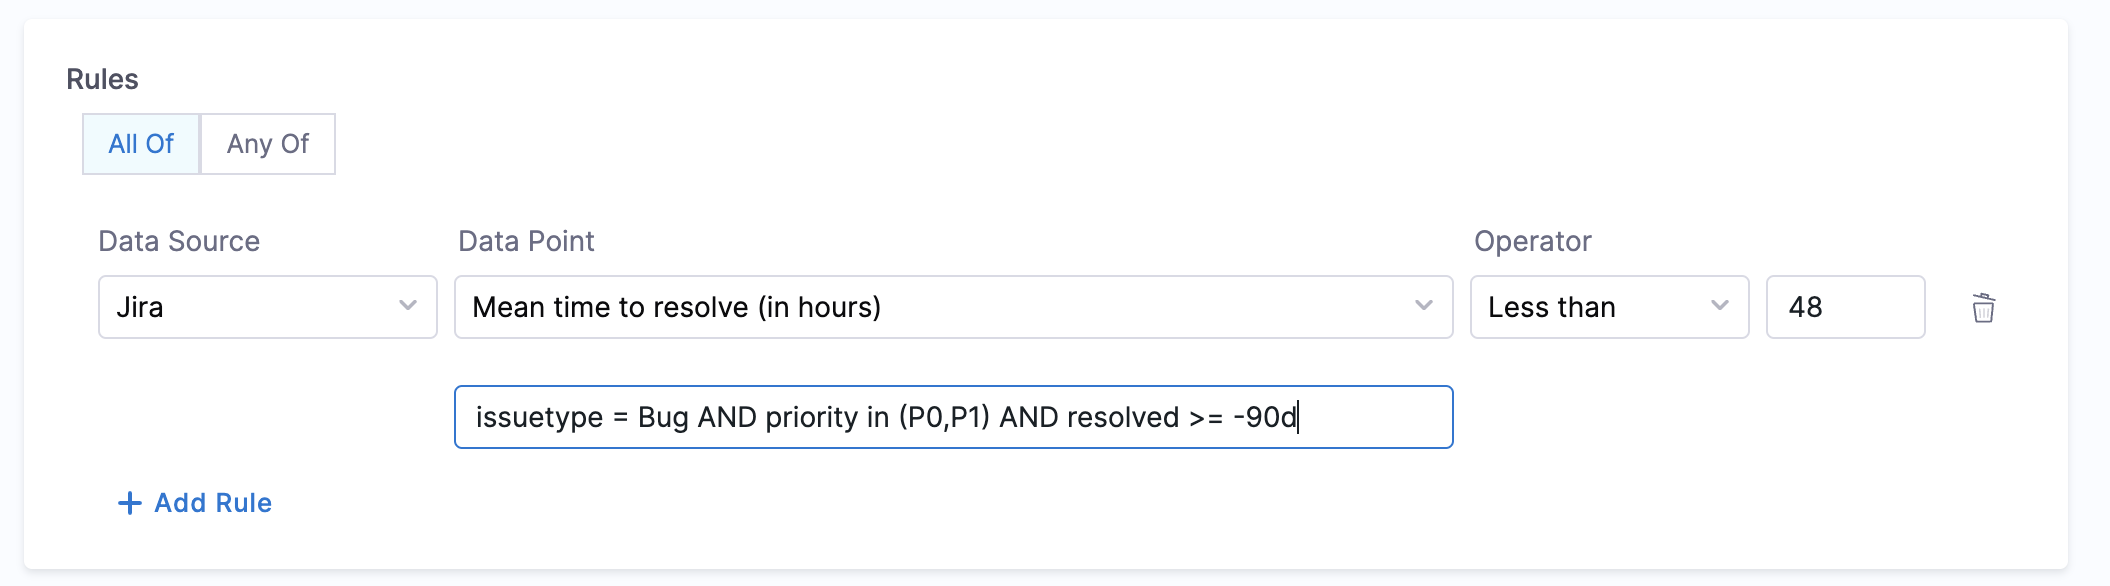 Rules
All Of Any Of
Data Source Data Point Operator
Jira Mean time to resolve (in hours) Less than 48
issuetype = Bug AND priority in (P0,P1) AND resolved >= -90d
+ Add Rule